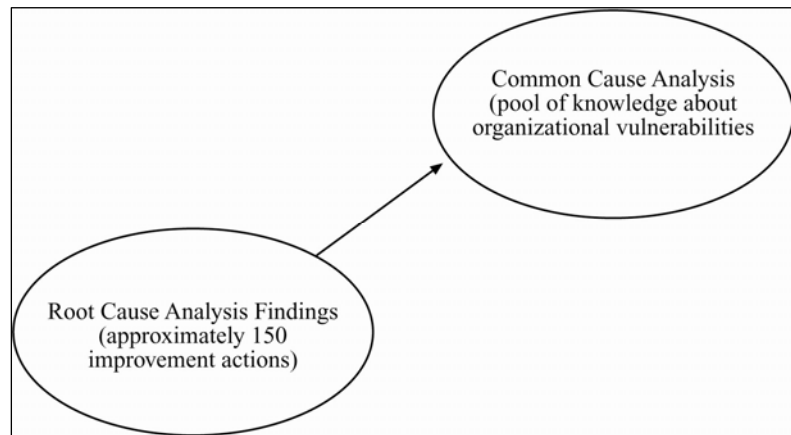 Common Cause Analysis
(pool of knowledge about
organizational vulnerabilities
Root Cause Analysis Findings
(approximately 150
improvement actions)